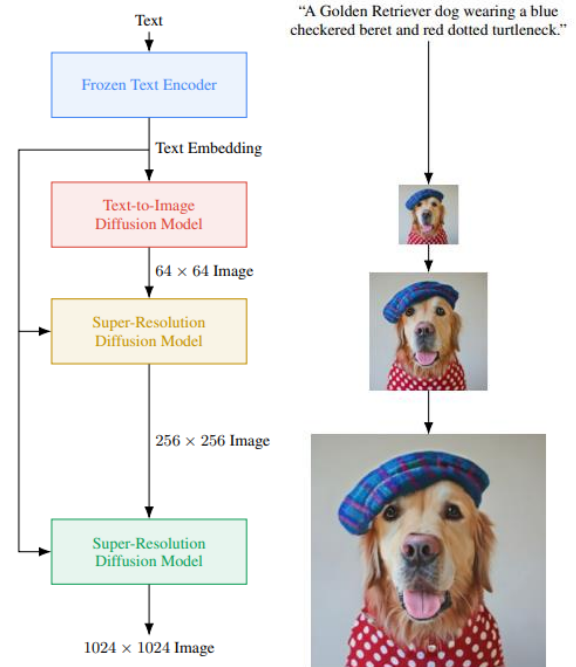 Text
Frozen Text Encoder
Text Embedding
Text-to-Image
Diffusion Model
64 × 64 Image
Super-Resolution
Diffusion Model
256 × 256 Image
Super-Resolution
Diffusion Model
1024 × 1024 Image
“A Golden Retriever dog wearing a blue
checkered beret and red dotted turtleneck.”